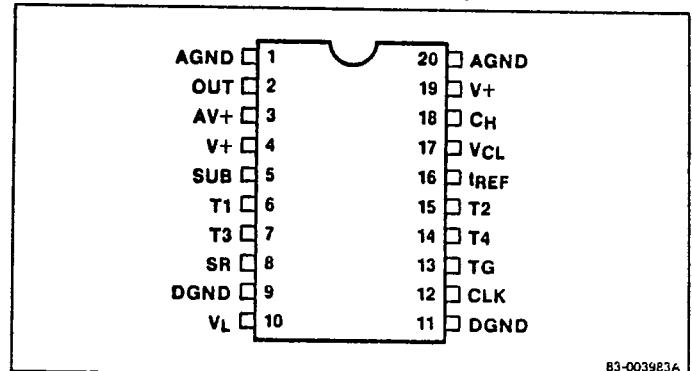 AGND 1 20 AGND
OUT 2 19 V+
AV+ 3 18 CH
V+ 4 17 VCL
SUB 5 16 IREF
T1 6 15 T2
T3 7 14 T4
SR 8 13 TG
DGND 9 12 CLK
VL 10 11 DGND
83-003983A